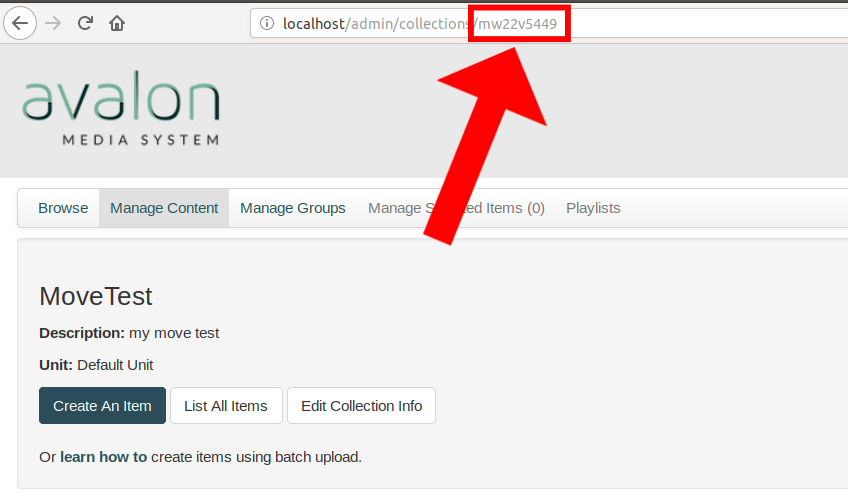 localhost/admin/collections/mw22v5449
avalon
MEDIA SYSTEM
Browse Manage Content Manage Groups Manage Items (0) Playlists
MoveTest
Description: my move test
Unit: Default Unit
Create An Item List All Items Edit Collection Info
Or learn how to create items using batch upload.